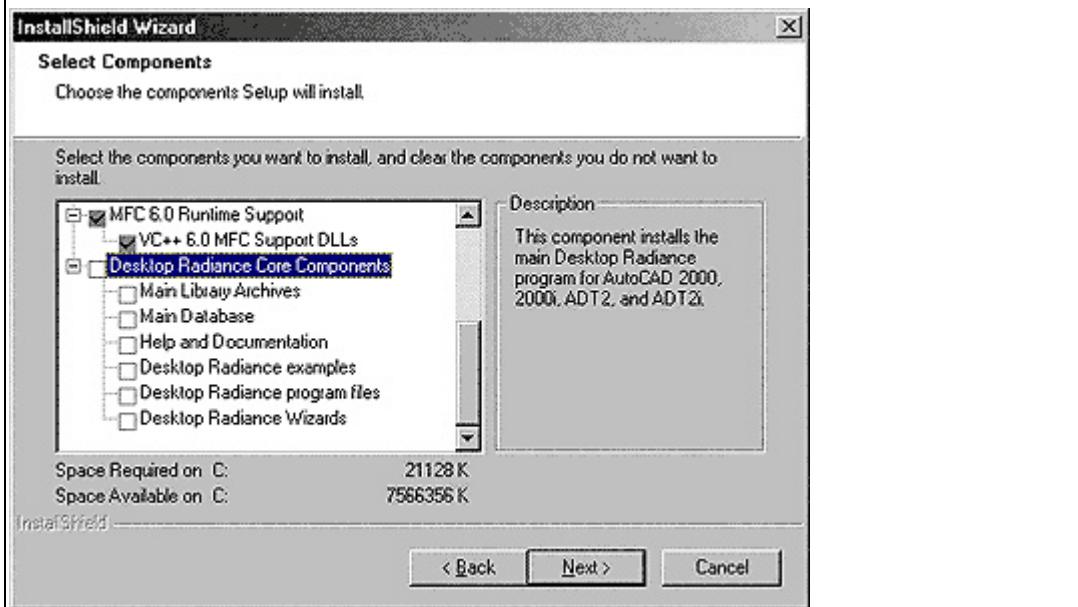 InstallShield Wizard
Select Components
Choose the components Setup will install.
Select the components you want to install, and clear the components you do not want to
install.
MFC 6.0 Runtime Support
VC++ 6.0 MFC Support DLLs
Desktop Radiance Core Components
Main Library Archives
Main Database
Help and Documentation
Desktop Radiance examples
Desktop Radiance program files
Desktop Radiance Wizards
Description
This component installs the
main Desktop Radiance
program for AutoCAD 2000,
2000i, ADT2, and ADT2i.
Space Required on C: 21128 K
Space Available on C: 7566356 K
InstallShield
< Back Next > Cancel